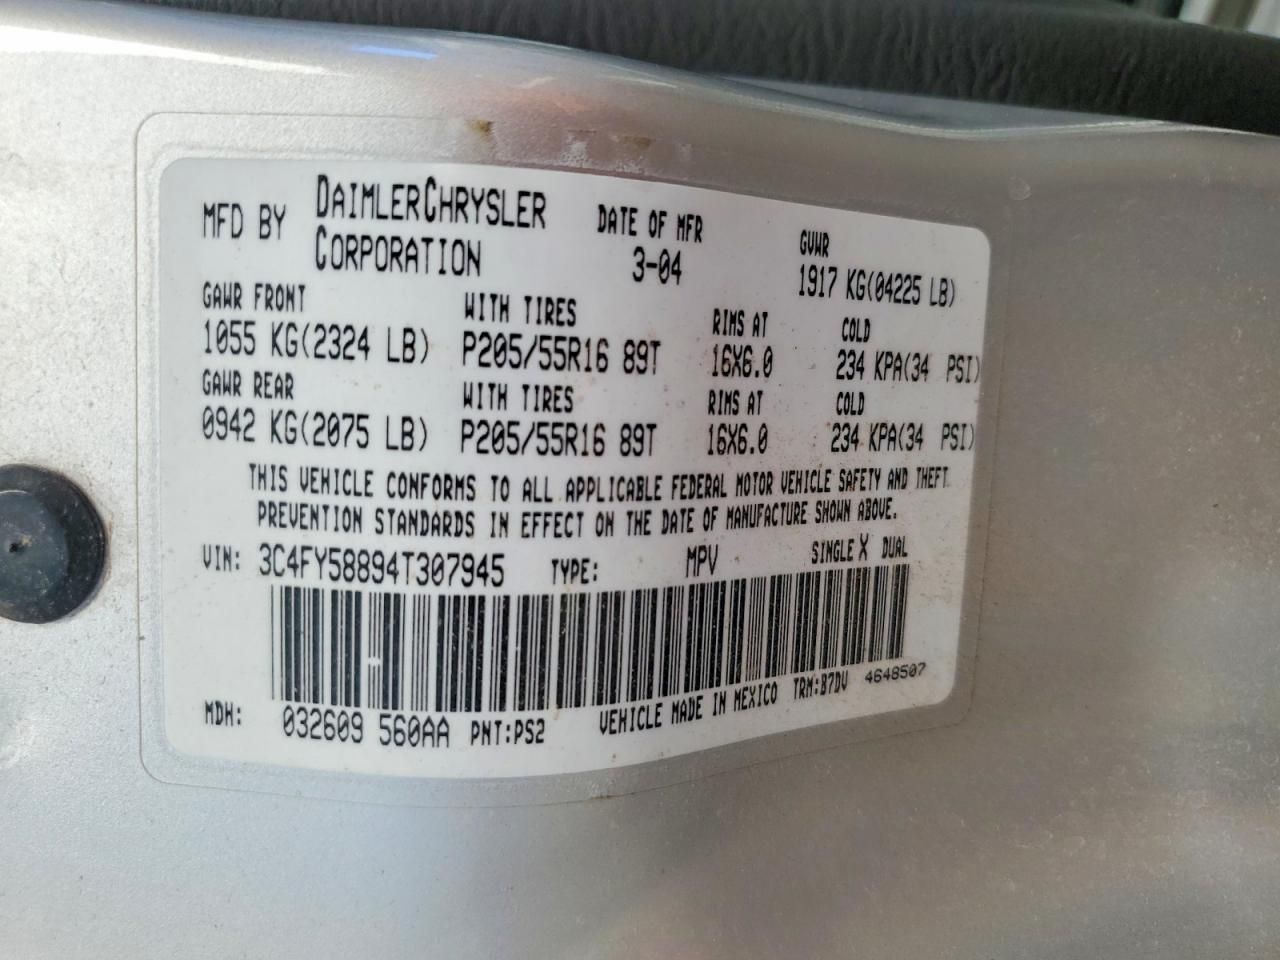 MFD BY DAIMLERCHRYSLER CORPORATION DATE OF MFR 3-04 GVWR 1917 KG(04225 LB)
GAWR FRONT WITH TIRES RIMS AT COLD
1055 KG(2324 LB) P205/55R16 89T 16X6.0 234 KPA(34 PSI)
GAWR REAR WITH TIRES RIMS AT COLD
0942 KG(2075 LB) P205/55R16 89T 16X6.0 234 KPA(34 PSI)
THIS VEHICLE CONFORMS TO ALL APPLICABLE FEDERAL MOTOR VEHICLE SAFETY AND THEFT
PREVENTION STANDARDS IN EFFECT ON THE DATE OF MANUFACTURE SHOWN ABOVE.
VIN: 3C4FY58894T307945 TYPE: MPV SINGLE X DUAL
MDH: 032609 560AA PNT:PS2 VEHICLE MADE IN MEXICO TRM:B7DV 4648507